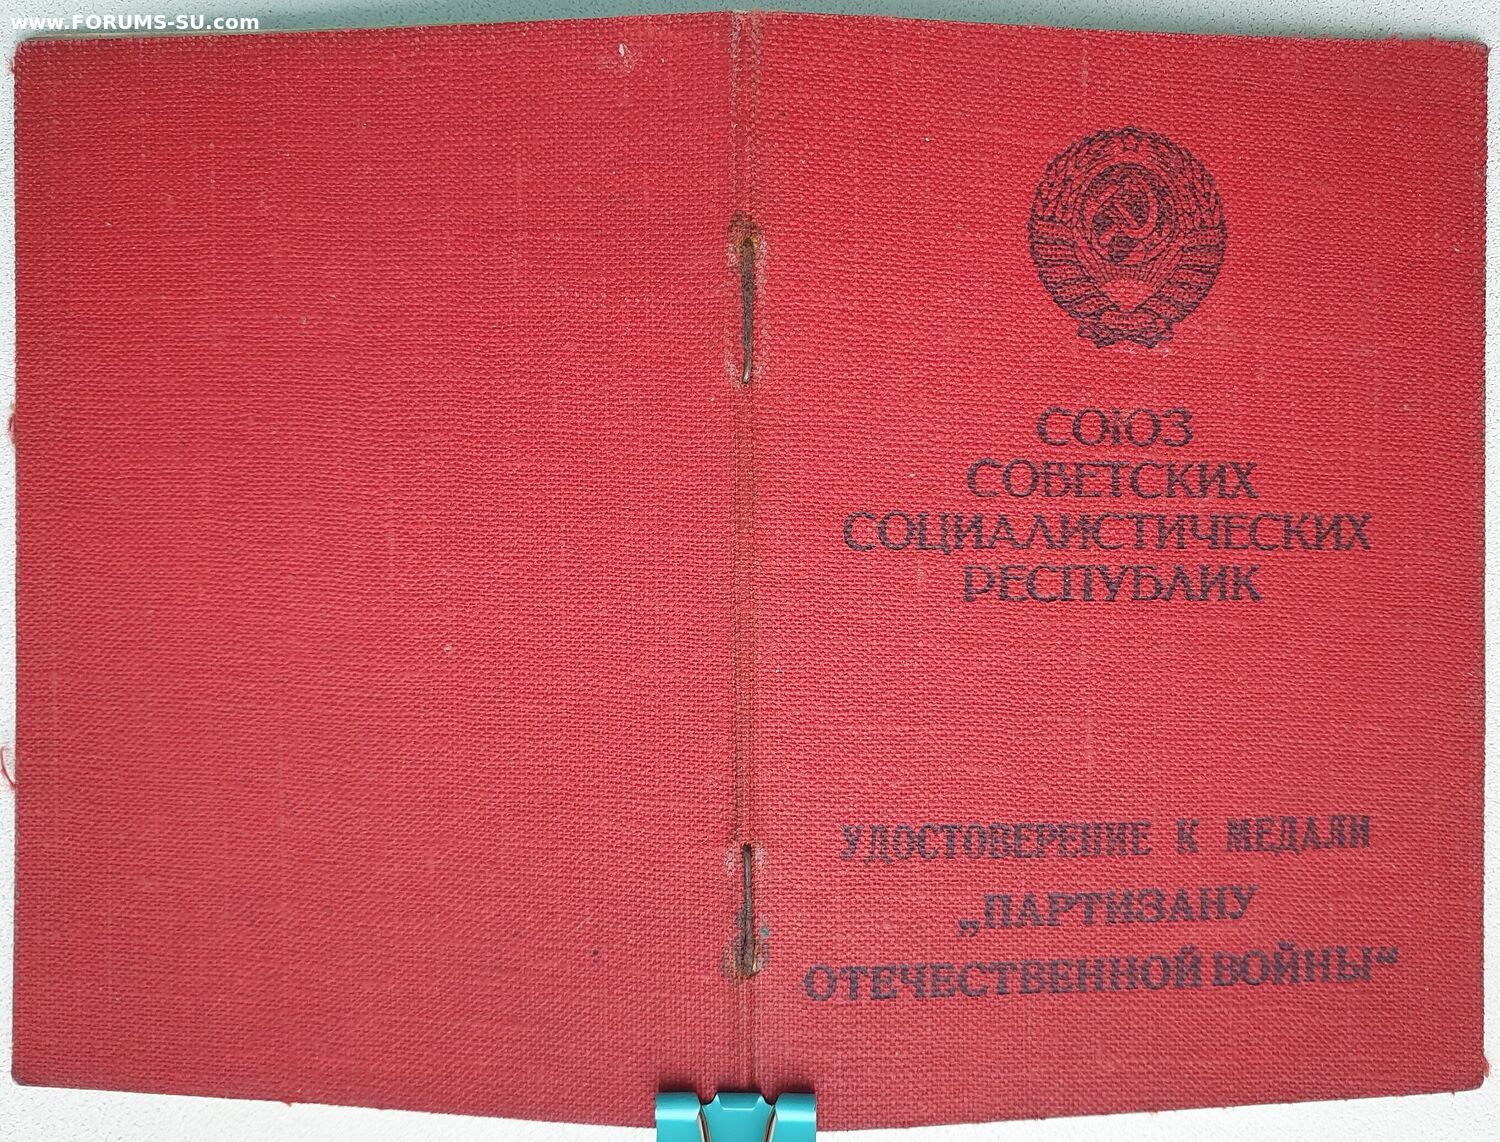 www.FORUMS-SU.com
СОЮЗ
СОВЕТСКИХ
СОЦИАЛИСТИЧЕСКИХ
РЕСПУБЛИК
УДОСТОВЕРЕНИЕ К МЕДАЛИ
„ПАРТИЗАНУ
ОТЕЧЕСТВЕННОЙ ВОЙНЫ“